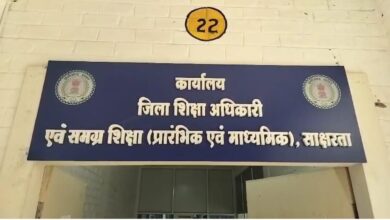 22
कार्यालय
जिला शिक्षा अधिकारी
एवं समग्र शिक्षा (प्रारंभिक एवं माध्यमिक), साक्षरता